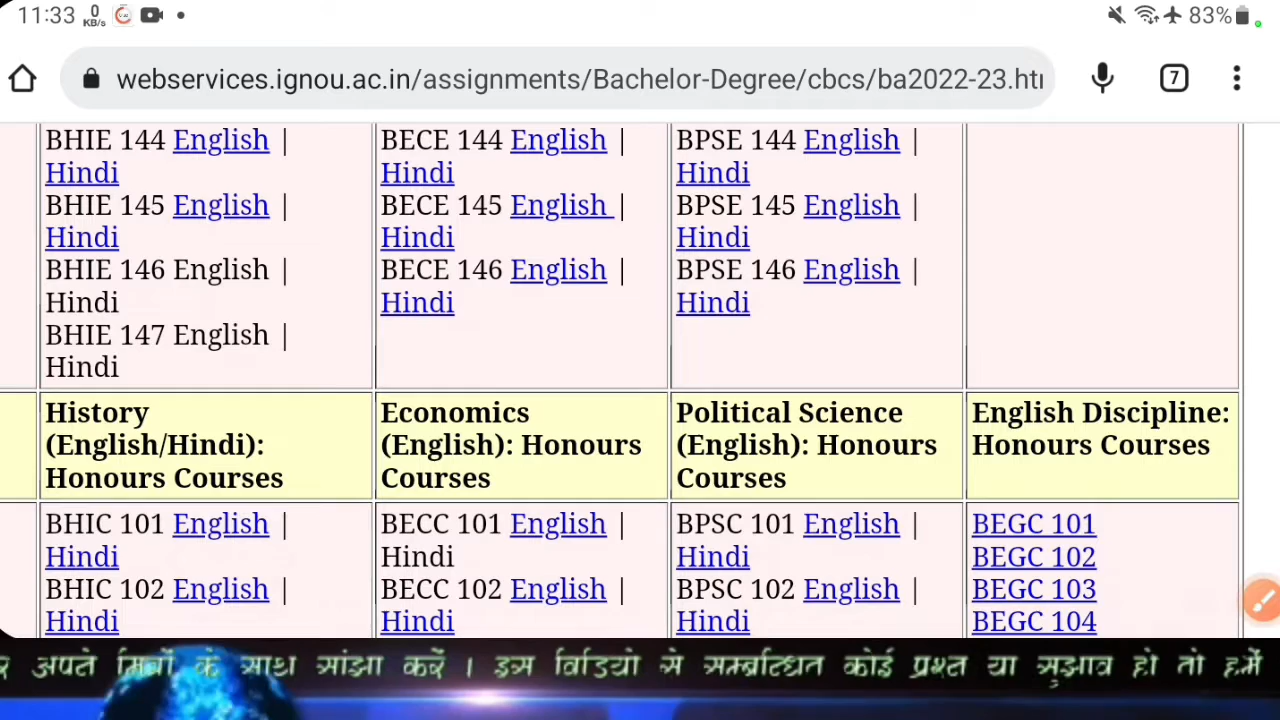 11:33 0 KB/s 83%
webservices.ignou.ac.in/assignments/Bachelor-Degree/cbcs/ba2022-23.htm
7
BHIE 144 English |
Hindi
BHIE 145 English |
Hindi
BHIE 146 English |
Hindi
BHIE 147 English |
Hindi
BECE 144 English |
Hindi
BECE 145 English |
Hindi
BECE 146 English |
Hindi
BPSE 144 English |
Hindi
BPSE 145 English |
Hindi
BPSE 146 English |
Hindi
History
(English/Hindi):
Honours Courses
Economics
(English): Honours
Courses
Political Science
(English): Honours
Courses
English Discipline:
Honours Courses
BHIC 101 English |
Hindi
BHIC 102 English |
Hindi
BECC 101 English |
Hindi
BECC 102 English |
Hindi
BPSC 101 English |
Hindi
BPSC 102 English |
Hindi
BEGC 101
BEGC 102
BEGC 103
BEGC 104
अपने मित्रों के साथ सांझा करें । इस विडियो से सम्बन्धित कोई प्रश्न या सुझाव हो तो हमें